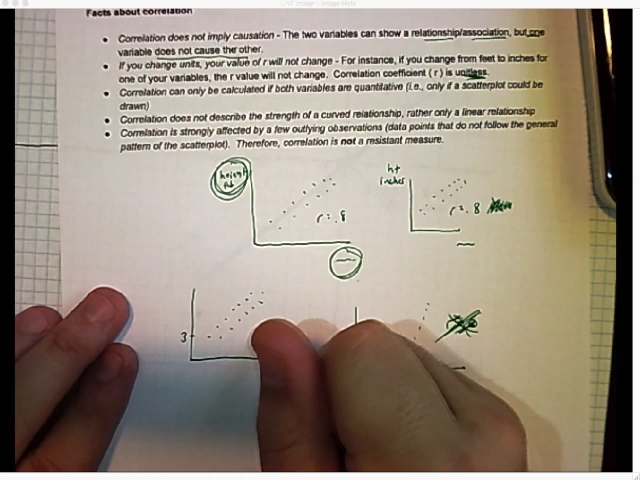 Facts about correlation
• Correlation does not imply causation - The two variables can show a relationship/association, but one
variable does not cause the other.
• If you change units, your value of r will not change - For instance, if you change from feet to inches for
one of your variables, the r value will not change. Correlation coefficient ( r ) is unitless.
• Correlation can only be calculated if both variables are quantitative (i.e., only if a scatterplot could be
drawn)
• Correlation does not describe the strength of a curved relationship, rather only a linear relationship
• Correlation is strongly affected by a few outlying observations (data points that do not follow the general
pattern of the scatterplot). Therefore, correlation is not a resistant measure.
height
ft
r=.8
ht
inches
r=.8
3